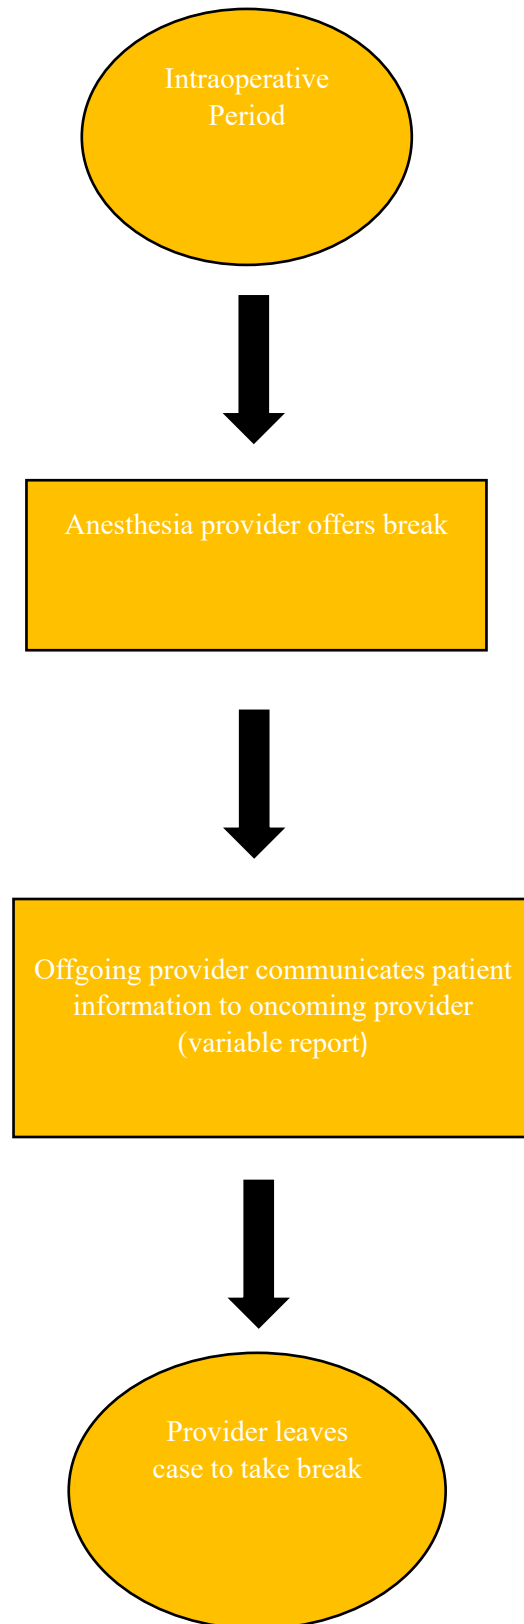 Intraoperative
Period
Anesthesia provider offers break
Offgoing provider communicates patient
information to oncoming provider
(variable report)
Provider leaves
case to take break